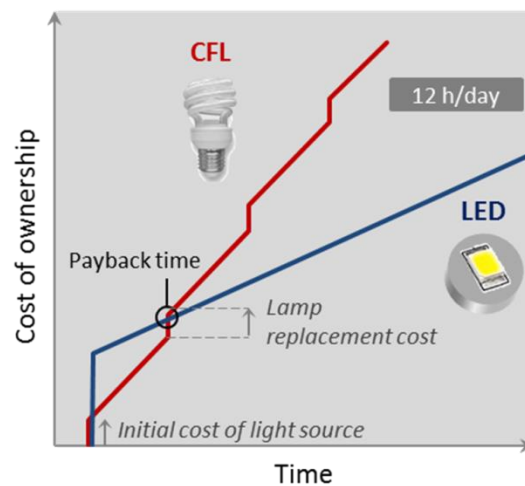 CFL
12 h/day
LED
Payback time
Lamp
replacement cost
Initial cost of light source
Cost of ownership
Time